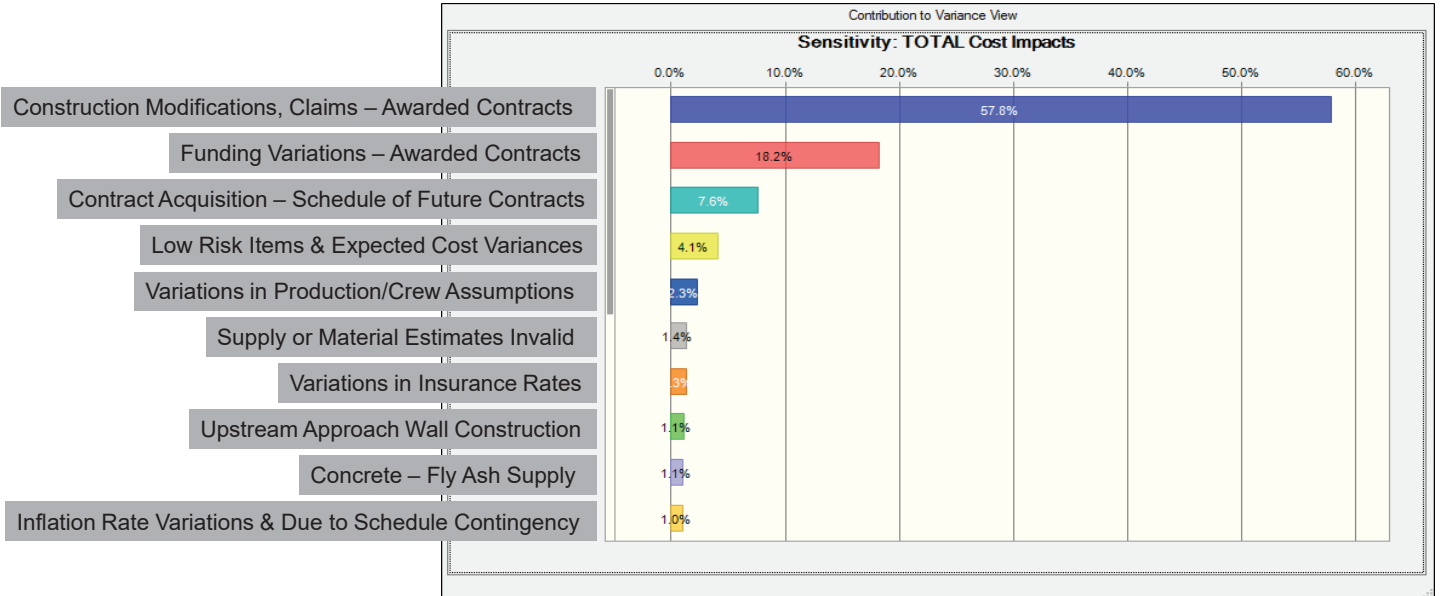 Contribution to Variance View
Sensitivity: TOTAL Cost Impacts
0.0% 10.0% 20.0% 30.0% 40.0% 50.0% 60.0%
Construction Modifications, Claims – Awarded Contracts 57.8%
Funding Variations – Awarded Contracts 18.2%
Contract Acquisition – Schedule of Future Contracts 7.6%
Low Risk Items & Expected Cost Variances 4.1%
Variations in Production/Crew Assumptions 2.3%
Supply or Material Estimates Invalid 1.4%
Variations in Insurance Rates
Upstream Approach Wall Construction 1.1%
Concrete – Fly Ash Supply 1.1%
Inflation Rate Variations & Due to Schedule Contingency 1.0%